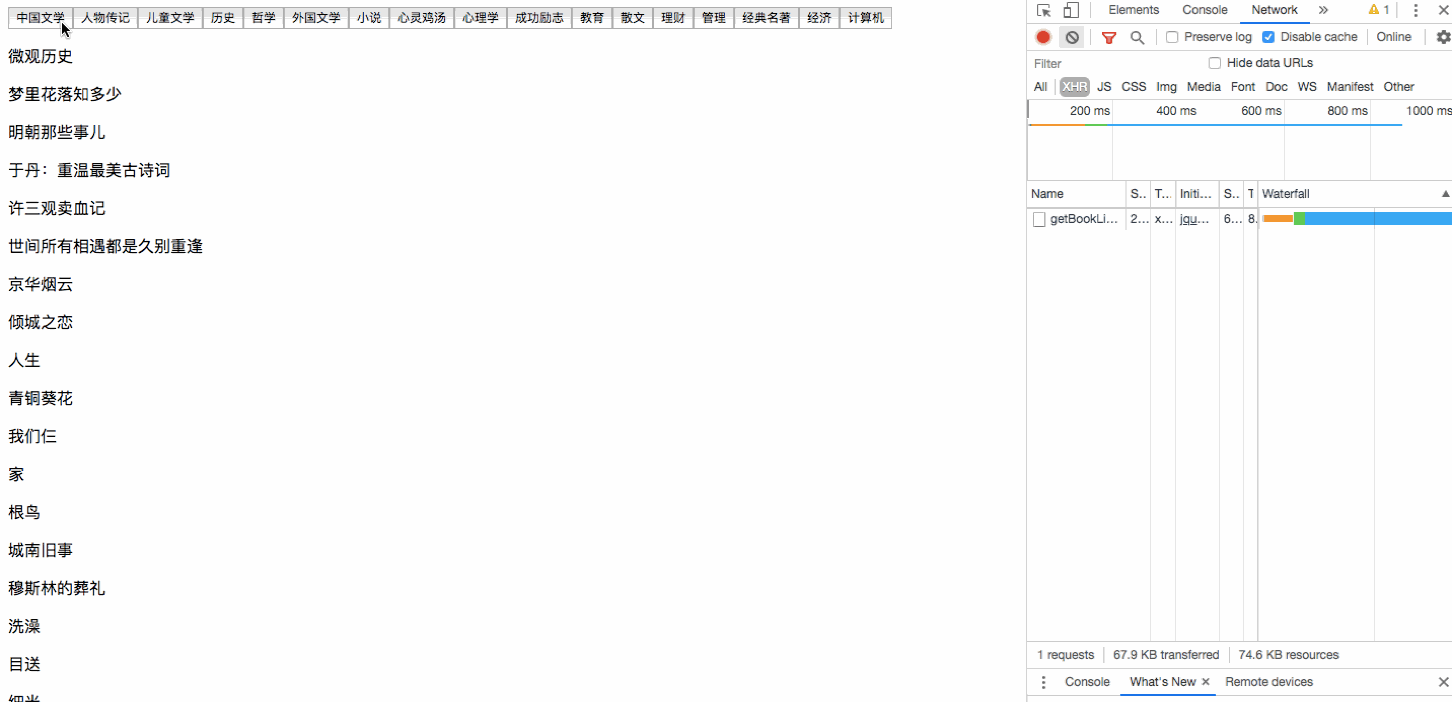 中国文学 人物传记 儿童文学 历史 哲学 外国文学 小说 心灵鸡汤 心理学 成功励志 教育 散文 理财 管理 经典名著 经济 计算机
微观历史
梦里花落知多少
明朝那些事儿
于丹：重温最美古诗词
许三观卖血记
世间所有相遇都是久别重逢
京华烟云
倾城之恋
人生
青铜葵花
我们仨
家
根鸟
城南旧事
穆斯林的葬礼
洗澡
目送
Elements Console Network » 1
Preserve log Disable cache Online
Filter Hide data URLs
All XHR JS CSS Img Media Font Doc WS Manifest Other
200 ms 400 ms 600 ms 800 ms 1000 ms
Name S.. T... Initi... S.. T Waterfall
getBookLi... 2... x... jqu... 6... 8.
1 requests 67.9 KB transferred 74.6 KB resources
Console What's New × Remote devices